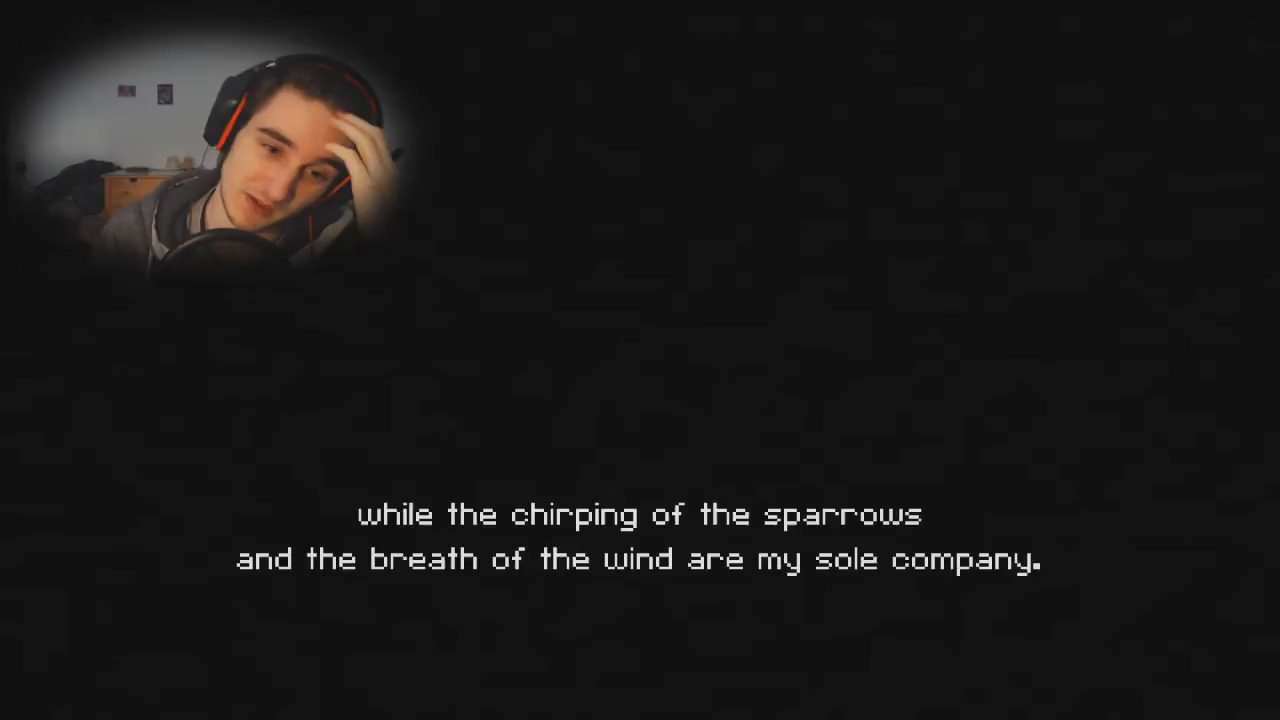 while the chirping of the sparrows
and the breath of the wind are my sole company.